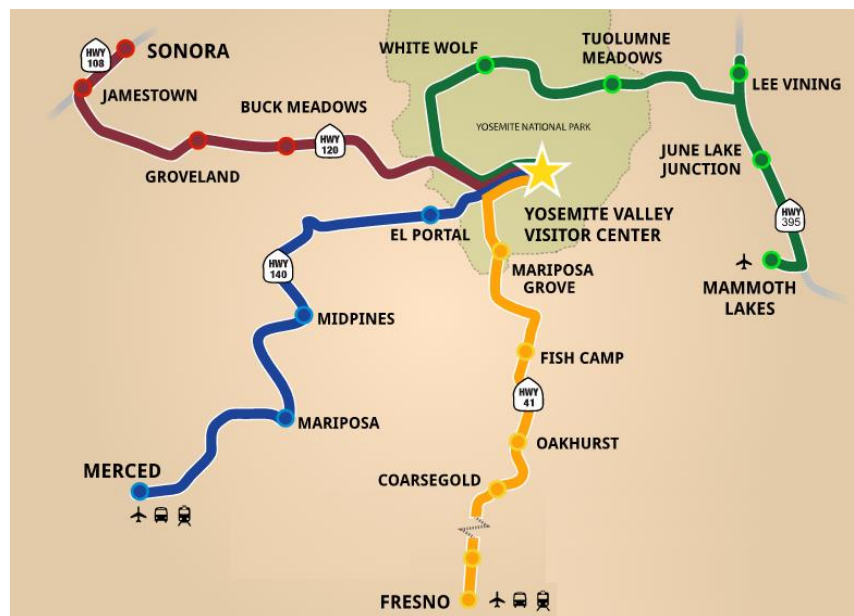 SONORA
HWY
108
JAMESTOWN
BUCK MEADOWS
GROVELAND
HWY
120
WHITE WOLF
TUOLUMNE
MEADOWS
LEE VINING
YOSEMITE NATIONAL PARK
JUNE LAKE
JUNCTION
HWY
395
YOSEMITE VALLEY
VISITOR CENTER
EL PORTAL
MARIPOSA
GROVE
MAMMOTH
LAKES
HWY
140
MIDPINES
FISH CAMP
HWY
41
MARIPOSA
OAKHURST
MERCED
COARSEGOLD
FRESNO